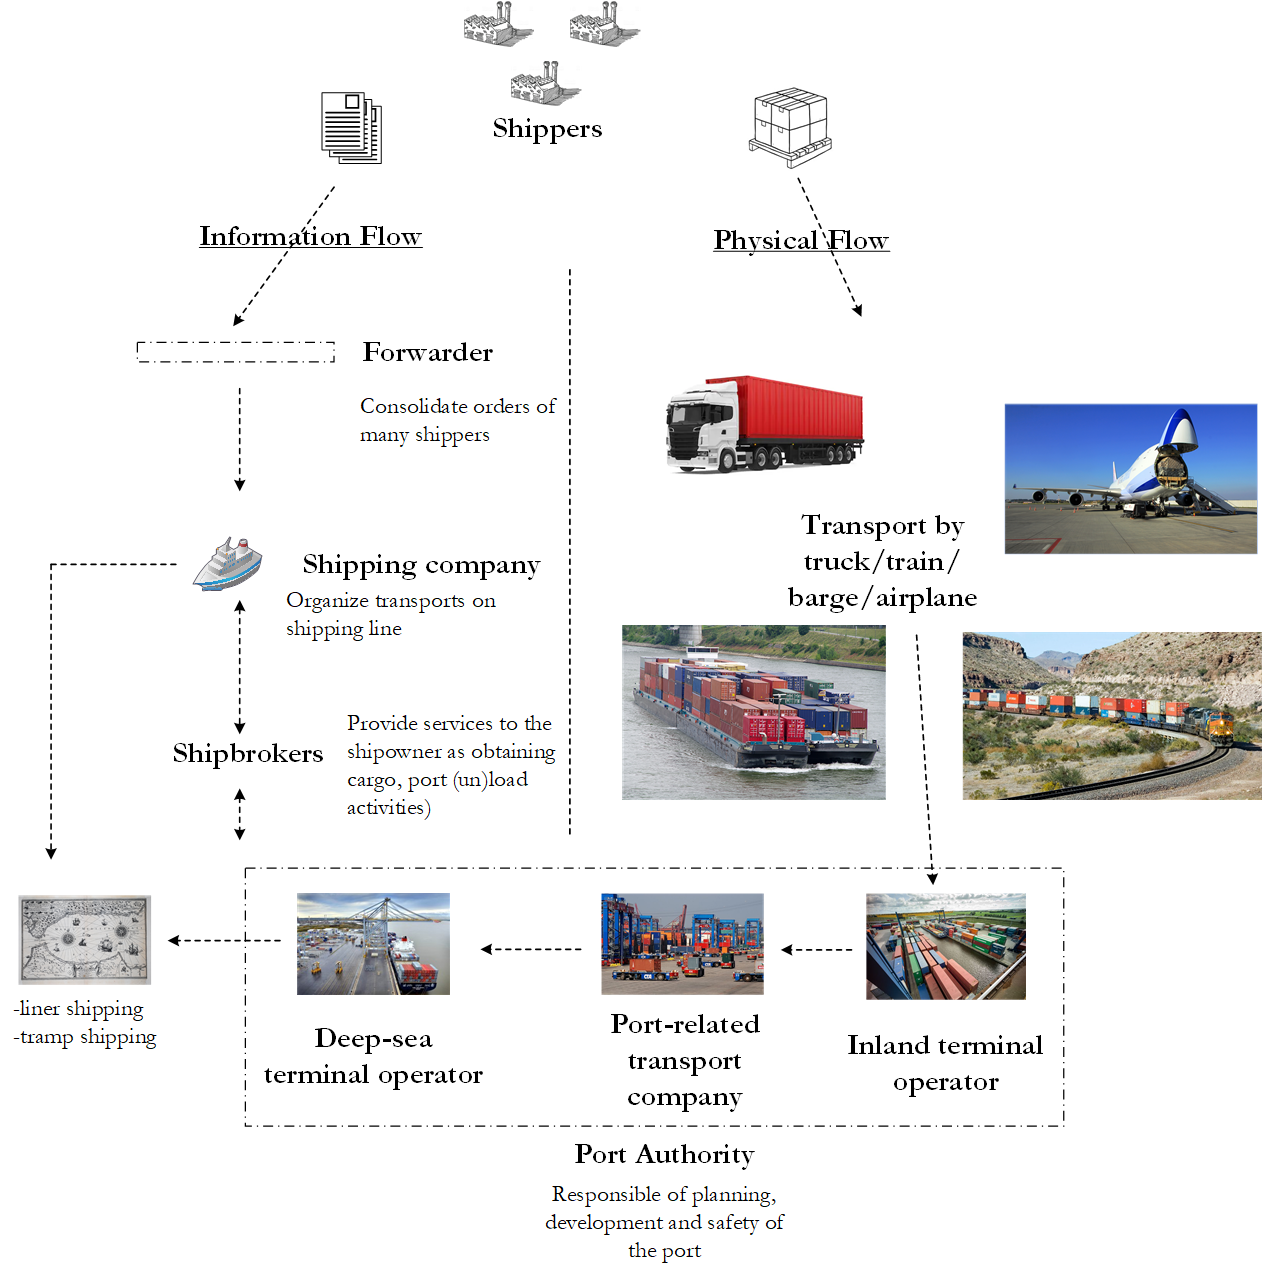 Shippers
Information Flow
Physical Flow
Forwarder
Consolidate orders of
many shippers
Transport by
truck/train/
barge/airplane
Shipping company
Organize transports on
shipping line
Shipbrokers
Provide services to the
shipowner as obtaining
cargo, port (un)load
activities)
-liner shipping
-tramp shipping
Deep-sea
terminal operator
Port-related
transport
company
Inland terminal
operator
Port Authority
Responsible of planning,
development and safety of
the port